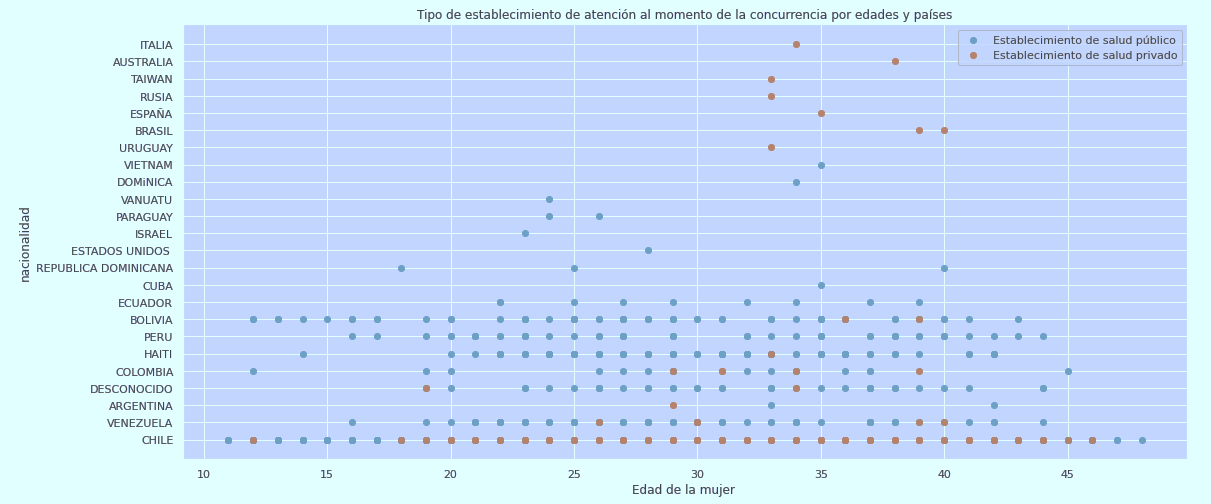 Tipo de establecimiento de atención al momento de la concurrencia por edades y países
Establecimiento de salud público
Establecimiento de salud privado
nacionalidad
ITALIA
AUSTRALIA
TAIWAN
RUSIA
ESPAÑA
BRASIL
URUGUAY
VIETNAM
DOMiNICA
VANUATU
PARAGUAY
ISRAEL
ESTADOS UNIDOS
REPUBLICA DOMINICANA
CUBA
ECUADOR
BOLIVIA
PERU
HAITI
COLOMBIA
DESCONOCIDO
ARGENTINA
VENEZUELA
CHILE
10 15 20 25 30 35 40 45
Edad de la mujer